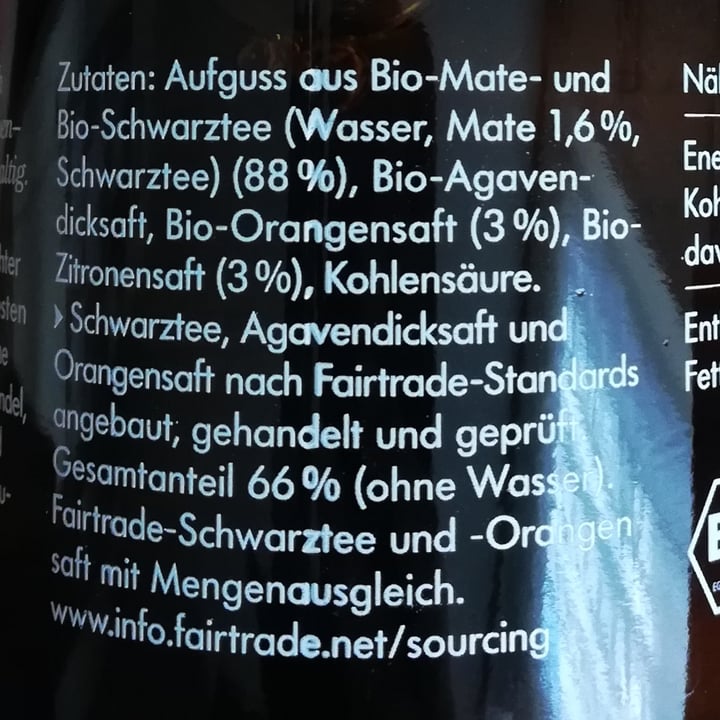 Zutaten: Aufguss aus Bio-Mate- und
Bio-Schwarztee (Wasser, Mate 1,6 %,
Schwarztee) (88 %), Bio-Agaven-
dicksaft, Bio-Orangensaft (3 %), Bio-
Zitronensaft (3 %), Kohlensäure.
› Schwarztee, Agavendicksaft und
Orangensaft nach Fairtrade-Standards
angebaut, gehandelt und geprüft.
Gesamtanteil 66 % (ohne Wasser).
Fairtrade-Schwarztee und -Orangen
saft mit Mengenausgleich.
www.info.fairtrade.net/sourcing